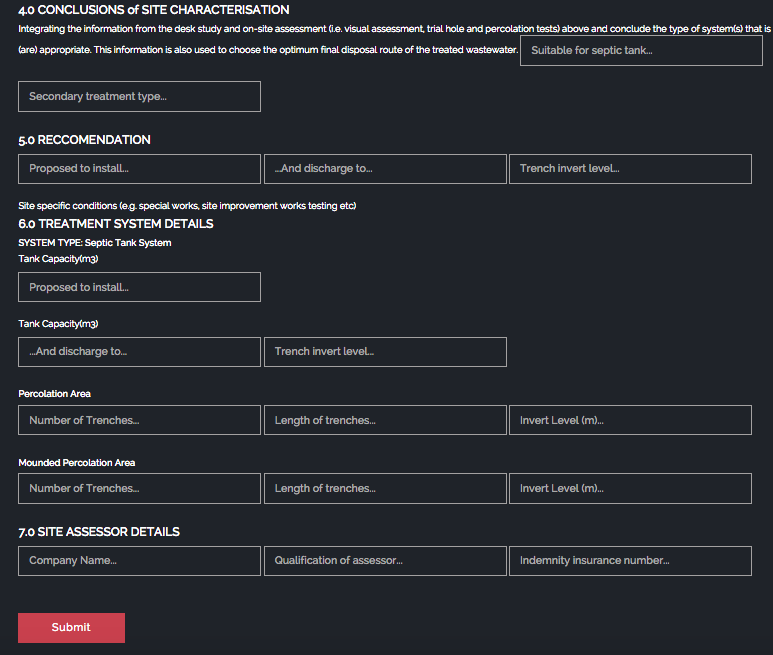 4.0 CONCLUSIONS of SITE CHARACTERISATION
Integrating the information from the desk study and on-site assessment (i.e. visual assessment, trial hole and percolation tests) above and conclude the type of system(s) that is
(are) appropriate. This information is also used to choose the optimum final disposal route of the treated wastewater. Suitable for septic tank...
Secondary treatment type...
5.0 RECCOMENDATION
Proposed to install... ...And discharge to... Trench invert level...
Site specific conditions (e.g. special works, site improvement works testing etc)
6.0 TREATMENT SYSTEM DETAILS
SYSTEM TYPE: Septic Tank System
Tank Capacity(m3)
Proposed to install...
Tank Capacity(m3)
...And discharge to... Trench invert level...
Percolation Area
Number of Trenches... Length of trenches... Invert Level (m)...
Mounded Percolation Area
Number of Trenches... Length of trenches... Invert Level (m)...
7.0 SITE ASSESSOR DETAILS
Company Name... Qualification of assessor... Indemnity insurance number...
Submit